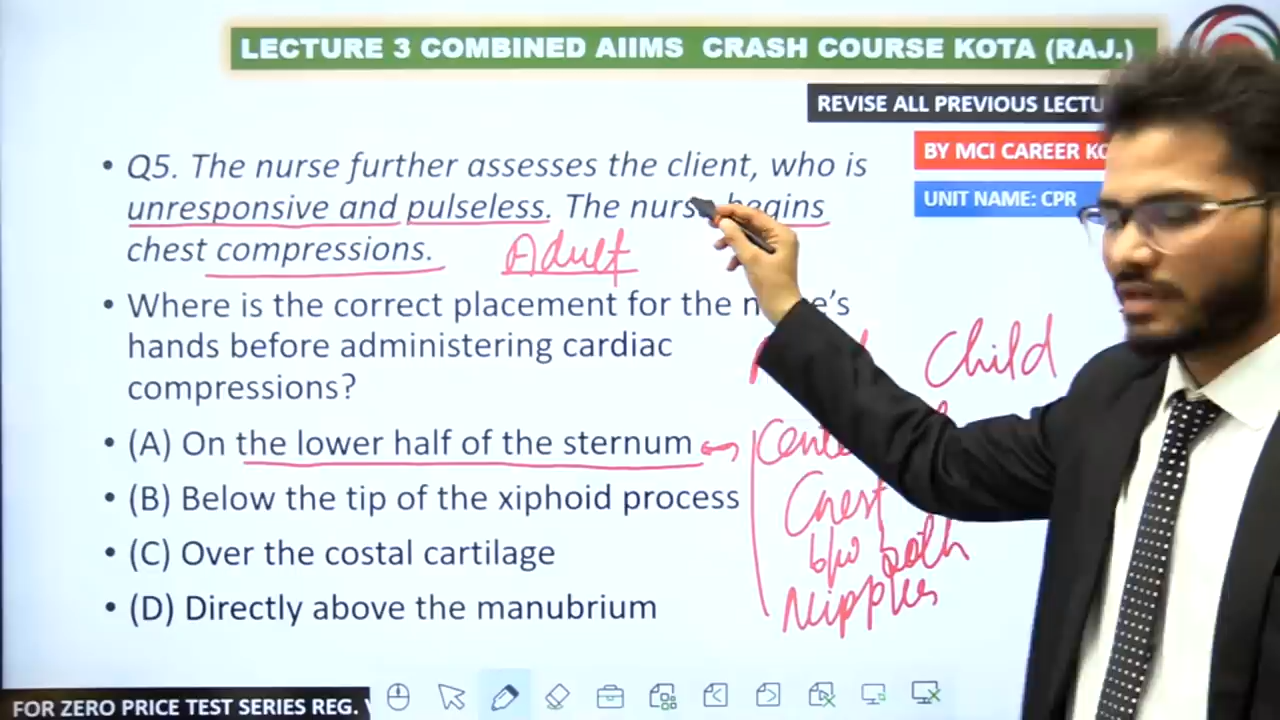 LECTURE 3 COMBINED AIIMS CRASH COURSE KOTA (RAJ.)
REVISE ALL PREVIOUS LECTU
BY MCI CAREER KO
UNIT NAME: CPR
• Q5. The nurse further assesses the client, who is
unresponsive and pulseless. The nurse begins
chest compressions.
Adult
• Where is the correct placement for the nurse's
hands before administering cardiac
compressions?
Child
• (A) On the lower half of the sternum
• (B) Below the tip of the xiphoid process
Chest
b/w both
• (C) Over the costal cartilage
Nipples
• (D) Directly above the manubrium
FOR ZERO PRICE TEST SERIES REG.